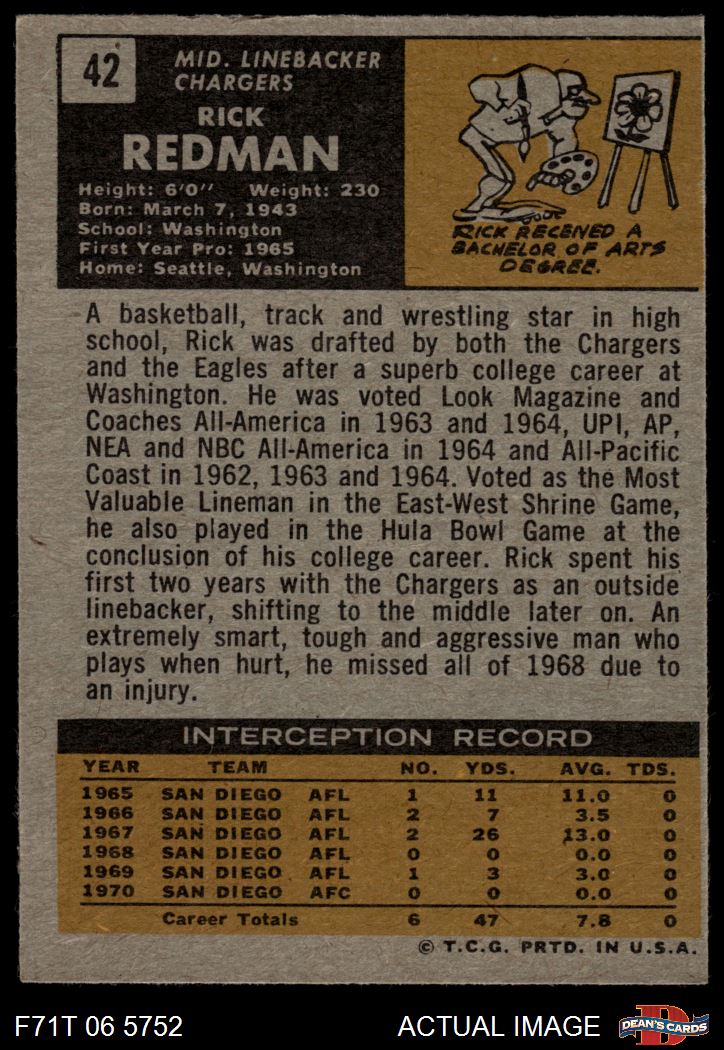 42
MID. LINEBACKER
CHARGERS
RICK
REDMAN
Height: 6'0" Weight: 230
Born: March 7, 1943
School: Washington
First Year Pro: 1965
Home: Seattle, Washington
RICK RECEIVED A
BACHELOR OF ARTS
DEGREE.
A basketball, track and wrestling star in high
school, Rick was drafted by both the Chargers
and the Eagles after a superb college career at
Washington. He was voted Look Magazine and
Coaches All-America in 1963 and 1964, UPI, AP,
NEA and NBC All-America in 1964 and All-Pacific
Coast in 1962, 1963 and 1964. Voted as the Most
Valuable Lineman in the East-West Shrine Game,
he also played in the Hula Bowl Game at the
conclusion of his college career. Rick spent his
first two years with the Chargers as an outside
linebacker, shifting to the middle later on. An
extremely smart, tough and aggressive man who
plays when hurt, he missed all of 1968 due to
an injury.
INTERCEPTION RECORD
YEAR TEAM NO. YDS. AVG. TDS.
1965 SAN DIEGO AFL 1 11 11.0 0
1966 SAN DIEGO AFL 2 7 3.5 0
1967 SAN DIEGO AFL 2 26 13.0 0
1968 SAN DIEGO AFL 0 0 0.0 0
1969 SAN DIEGO AFL 1 3 3.0 0
1970 SAN DIEGO AFC 0 0 0.0 0
Career Totals 6 47 7.8 0
© T.C.G. PRTD. IN U.S.A.
F71T 06 5752 ACTUAL IMAGE D DEAN'S CARDS